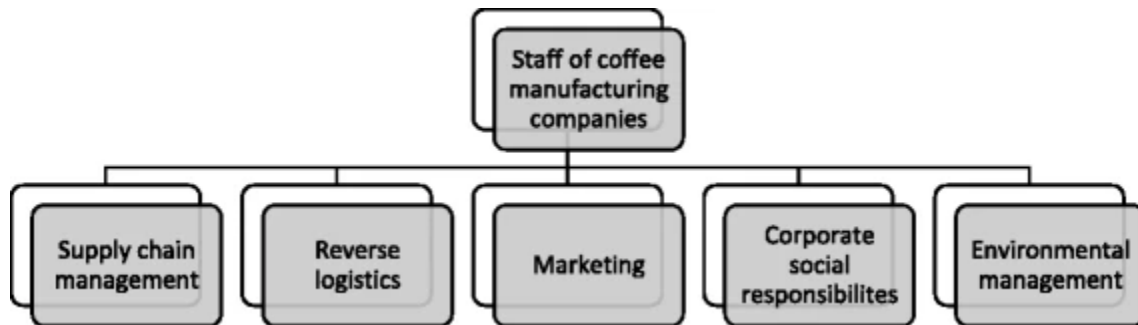 Staff of coffee
manufacturing
companies
Supply chain
management
Reverse
logistics
Marketing
Corporate
social
responsibilites
Environmental
management